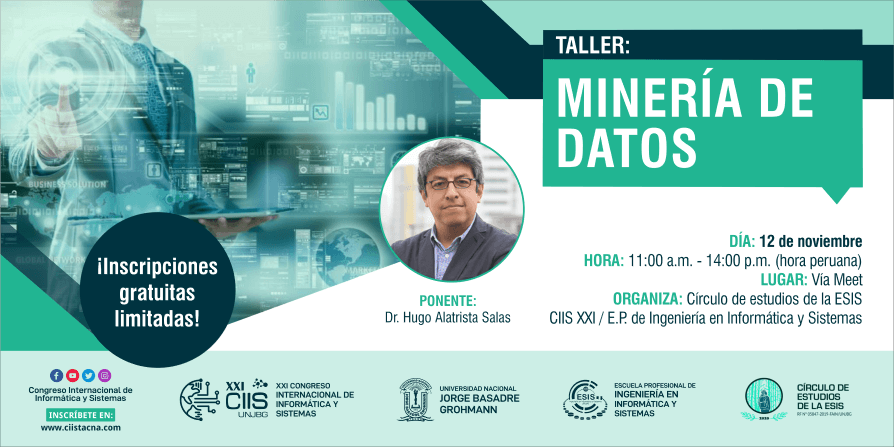 TALLER:
MINERÍA DE
DATOS
BUSINESS SOLUTION
GLOBAL NETWORK
¡Inscripciones
gratuitas
limitadas!
PONENTE:
Dr. Hugo Alatrista Salas
DÍA: 12 de noviembre
HORA: 11:00 a.m. - 14:00 p.m. (hora peruana)
LUGAR: Vía Meet
ORGANIZA: Círculo de estudios de la ESIS
CIIS XXI / E.P. de Ingeniería en Informática y Sistemas
Congreso Internacional de
Informática y Sistemas
INSCRÍBETE EN:
www.ciistacna.com
XXI
CIIS
UNJBG
XXI CONGRESO
INTERNACIONAL DE
INFORMÁTICA Y
SISTEMAS
UNIVERSIDAD NACIONAL
JORGE BASADRE
GROHMANN
ESIS
ESCUELA PROFESIONAL DE
INGENIERÍA EN
INFORMÁTICA Y
SISTEMAS
CÍRCULO DE
ESTUDIOS
DE LA ESIS